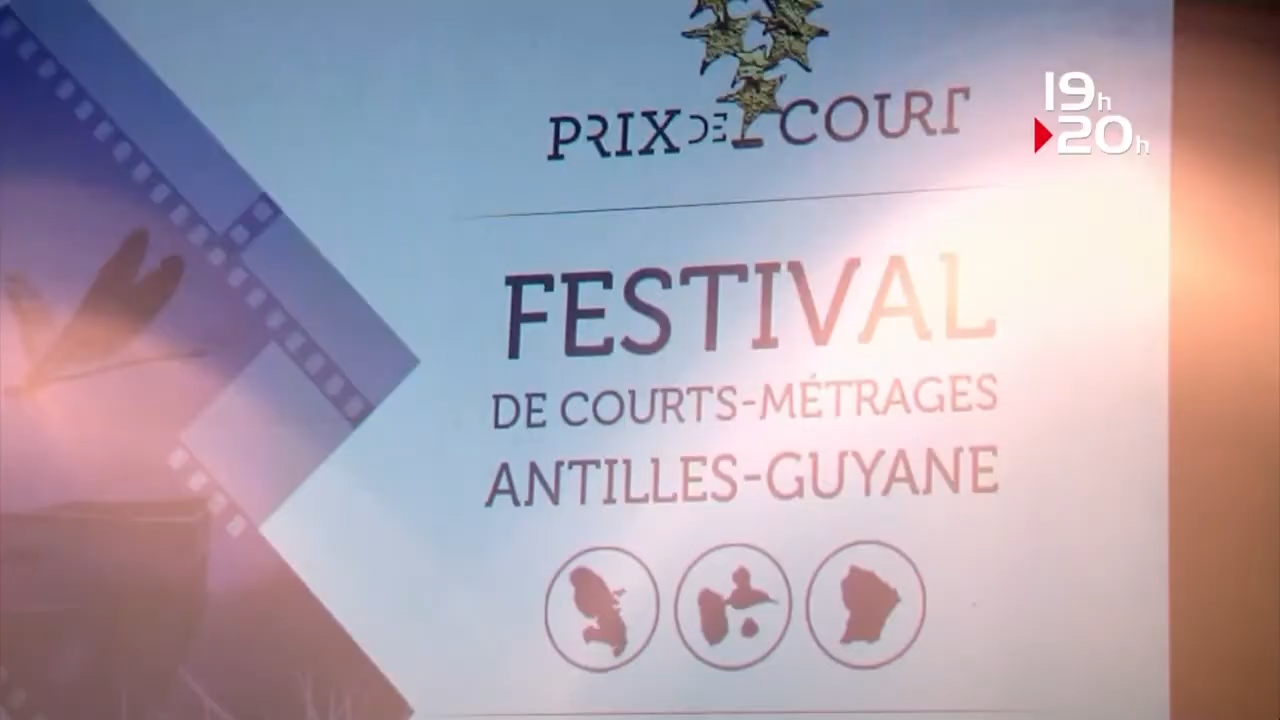 PRIX DE COURT
19h
20h
FESTIVAL
DE COURTS-MÉTRAGES
ANTILLES-GUYANE